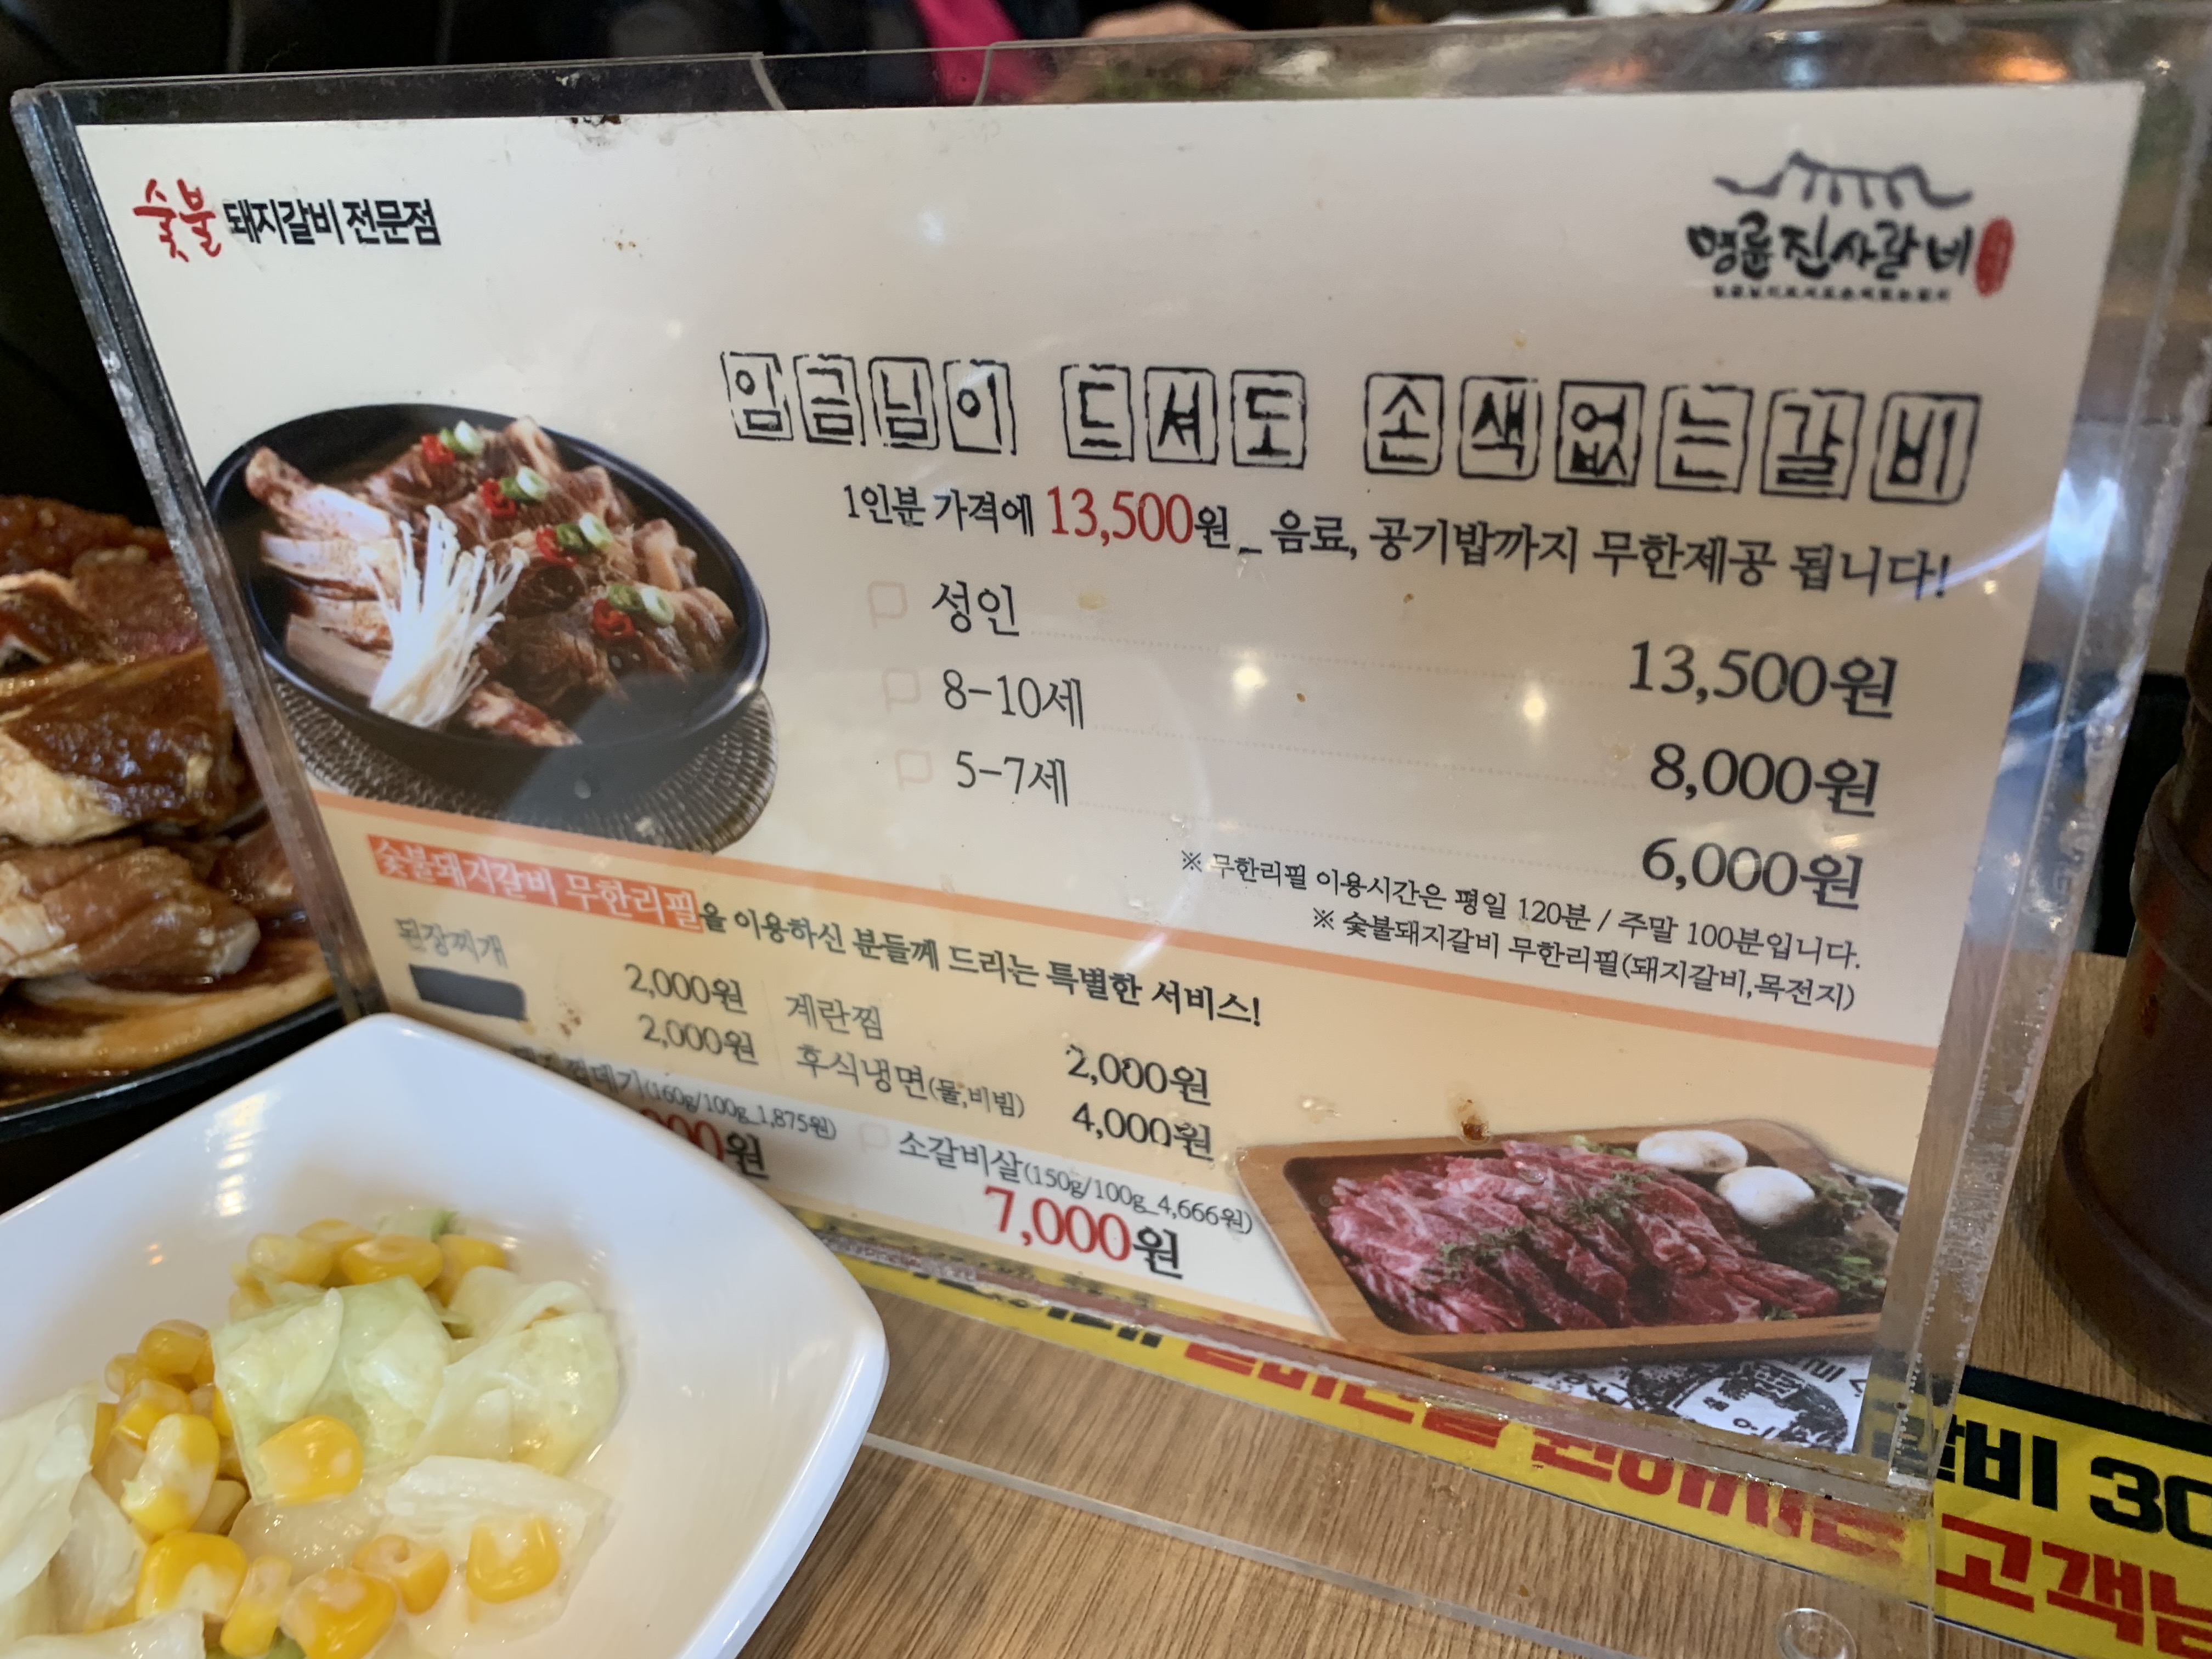 숯불 돼지갈비 전문점
명륜진사갈비
임금님이 드셔도 손색없는갈비
1인분 가격에 13,500원_ 음료, 공기밥까지 무한제공 됩니다!
성인 13,500원
8-10세 8,000원
5-7세 6,000원
※ 무한리필 이용시간은 평일 120분 / 주말 100분입니다.
※ 숯불돼지갈비 무한리필(돼지갈비,목전지)
숯불돼지갈비 무한리필을 이용하신 분들께 드리는 특별한 서비스!
된장찌개 2,000원 계란찜 2,000원
2,000원 후식냉면(물,비빔) 4,000원
(160g/100g_1,875원) 소갈비살(150g/100g_4,666원)
원 7,000원
갈비 30
고객님